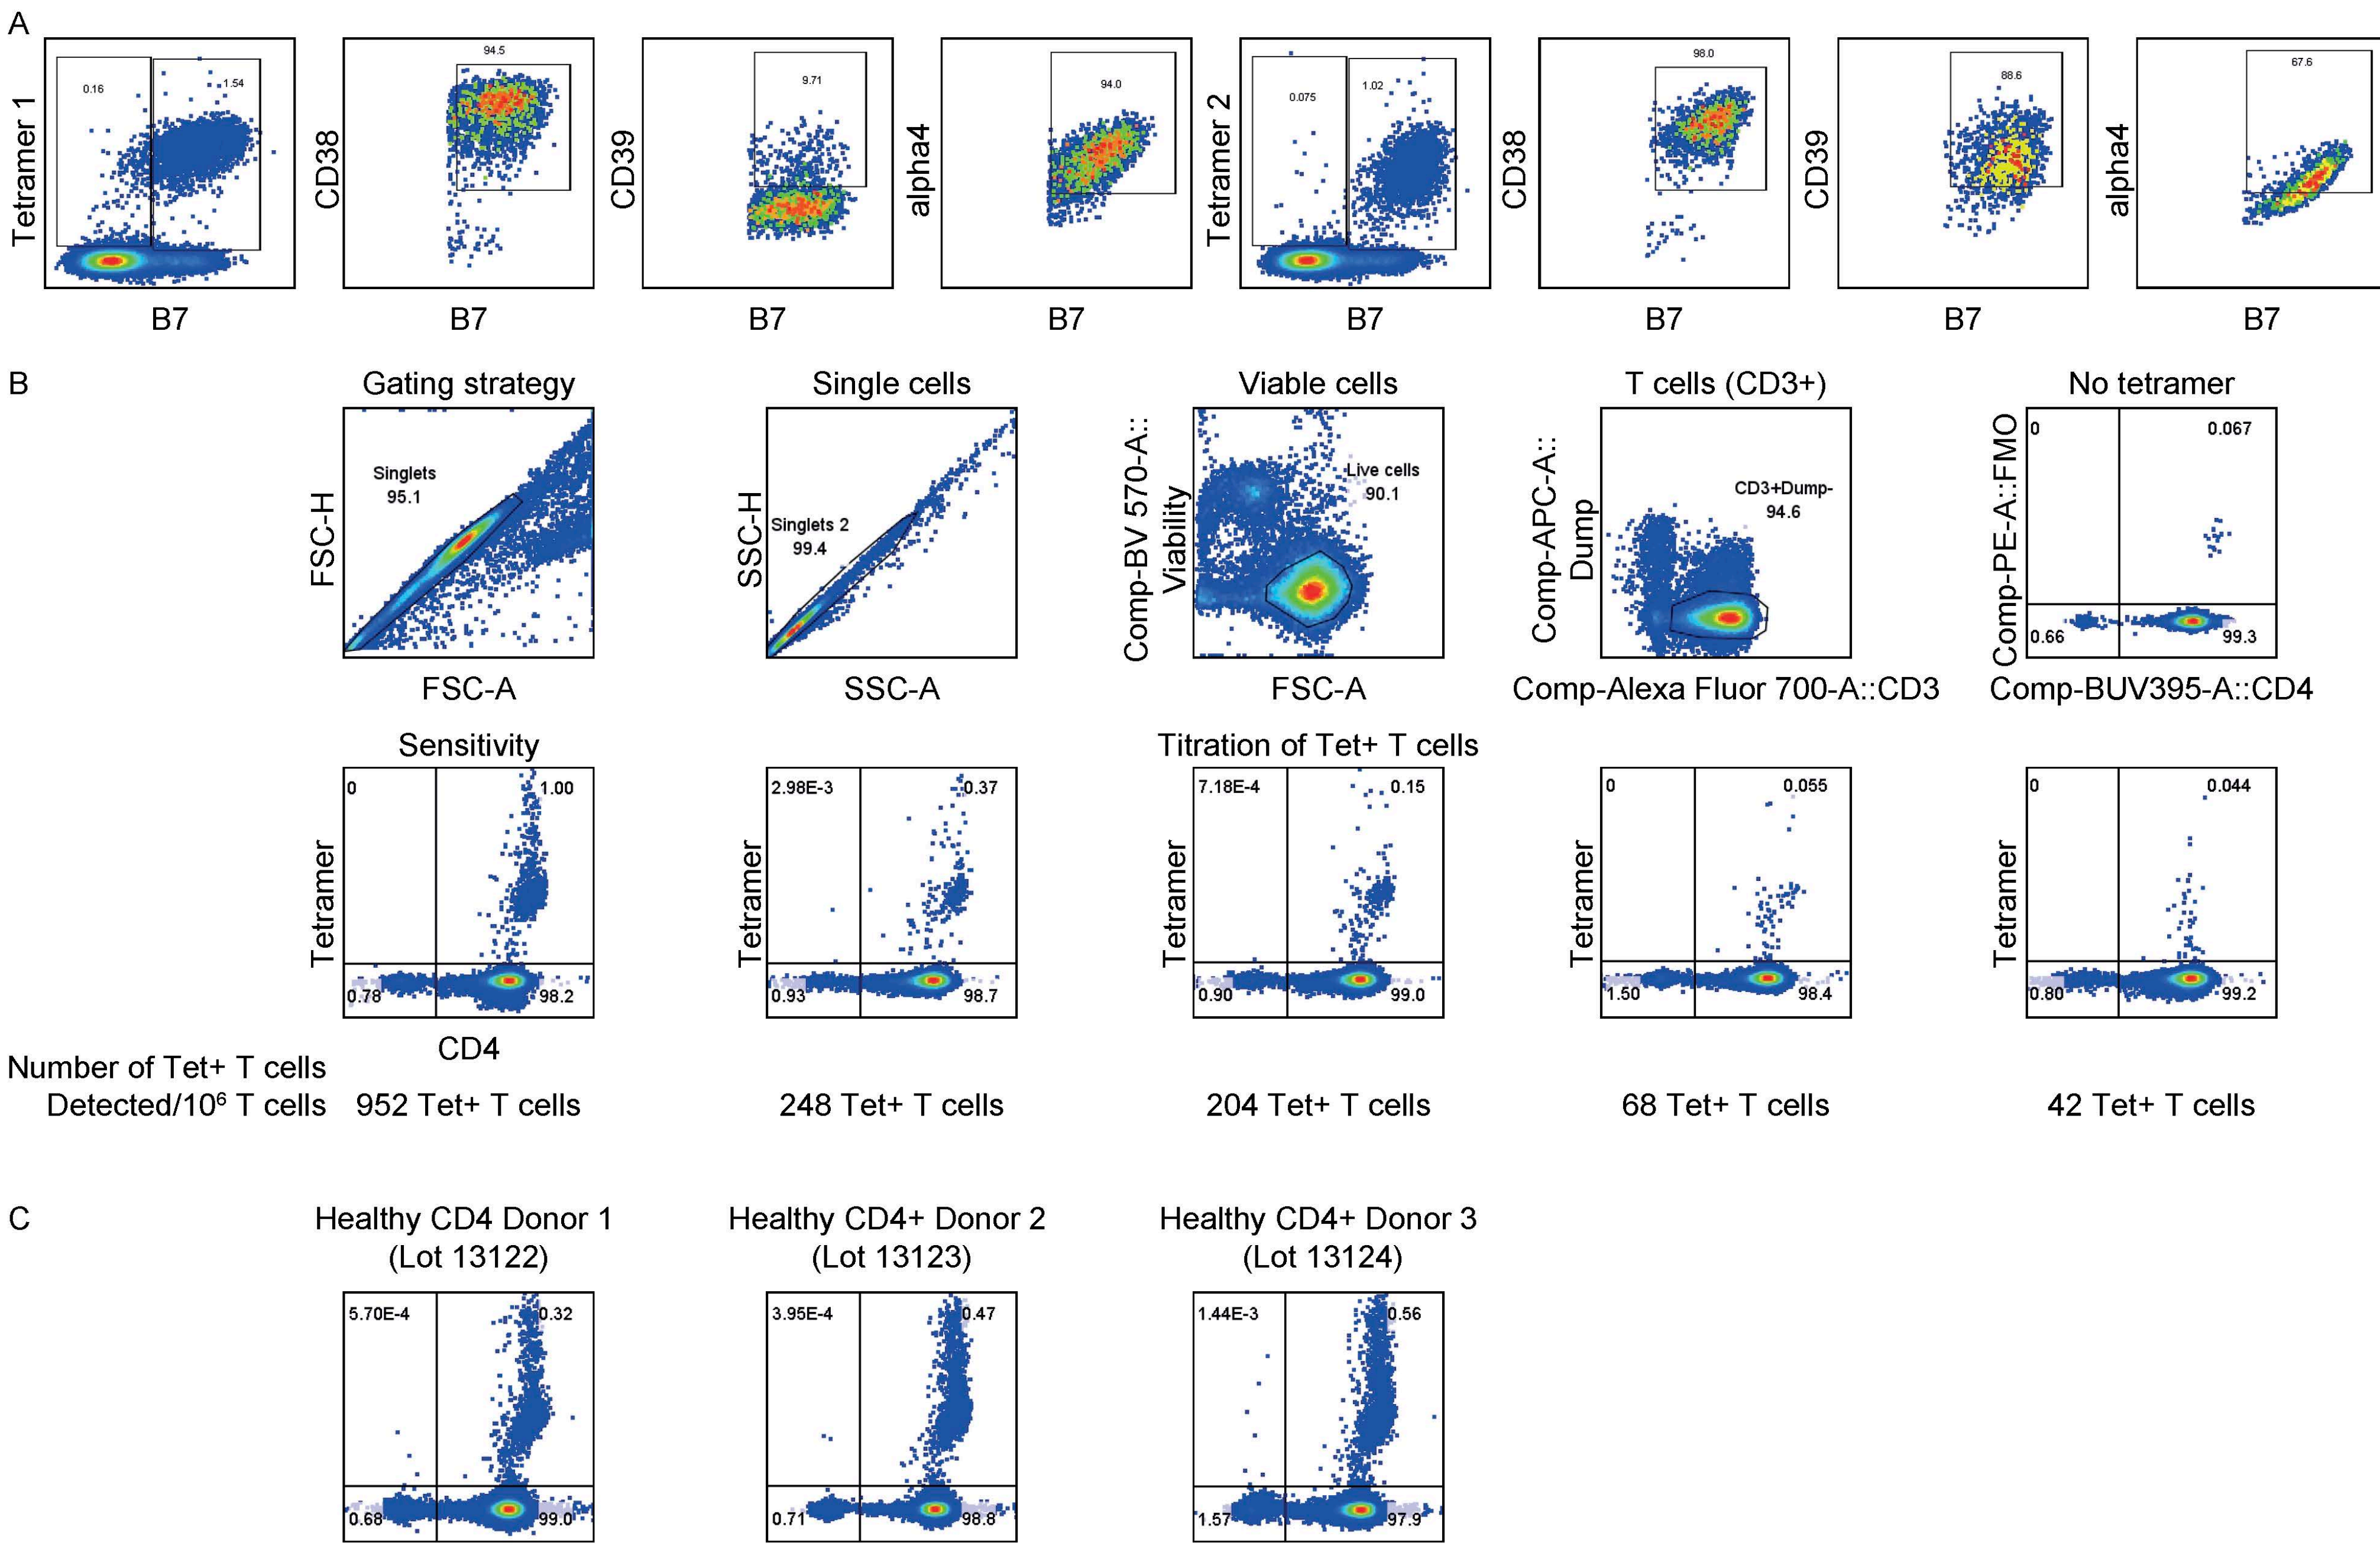 A
Tetramer 1
0.16
1.54
B7
CD38
94.5
B7
CD39
9.71
B7
alpha4
94.0
B7
Tetramer 2
0.075
1.02
B7
CD38
98.0
B7
CD39
88.6
B7
alpha4
67.6
B7
B
Gating strategy
FSC-H
Singlets
95.1
FSC-A
Single cells
SSC-H
Singlets 2
99.4
SSC-A
Viable cells
Comp-BV 570-A::
Viability
Live cells
90.1
FSC-A
T cells (CD3+)
Comp-APC-A::
Dump
CD3+Dump-
94.6
Comp-Alexa Fluor 700-A::CD3
No tetramer
Comp-PE-A::FMO
0
0.067
0.66
99.3
Comp-BUV395-A::CD4
Sensitivity
Tetramer
0
1.00
0.78
98.2
CD4
Tetramer
2.98E-3
0.37
0.93
98.7
Titration of Tet+ T cells
Tetramer
7.18E-4
0.15
0.90
99.0
Tetramer
0
0.055
1.50
98.4
Tetramer
0
0.044
0.80
99.2
Number of Tet+ T cells
Detected/10⁶ T cells
952 Tet+ T cells
248 Tet+ T cells
204 Tet+ T cells
68 Tet+ T cells
42 Tet+ T cells
C
Healthy CD4 Donor 1
(Lot 13122)
5.70E-4
0.32
0.68
99.0
Healthy CD4+ Donor 2
(Lot 13123)
3.95E-4
0.47
0.71
98.8
Healthy CD4+ Donor 3
(Lot 13124)
1.44E-3
0.56
1.57
97.9